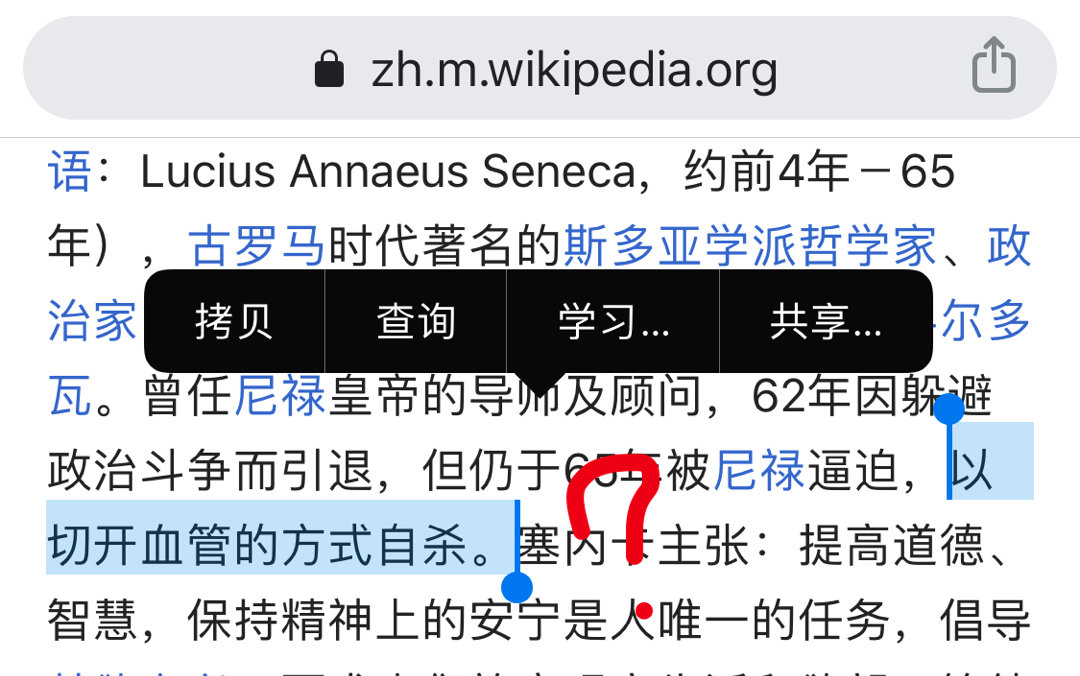 zh.m.wikipedia.org
语：Lucius Annaeus Seneca，约前4年－65
年），古罗马时代著名的斯多亚学派哲学家、政
治家
尔多
拷贝
查询
学习...
共享...
瓦。曾任尼禄皇帝的导师及顾问，62年因躲避
政治斗争而引退，但仍于65年被尼禄逼迫，以
切开血管的方式自杀。塞内卡主张：提高道德、
智慧，保持精神上的安宁是人唯一的任务，倡导